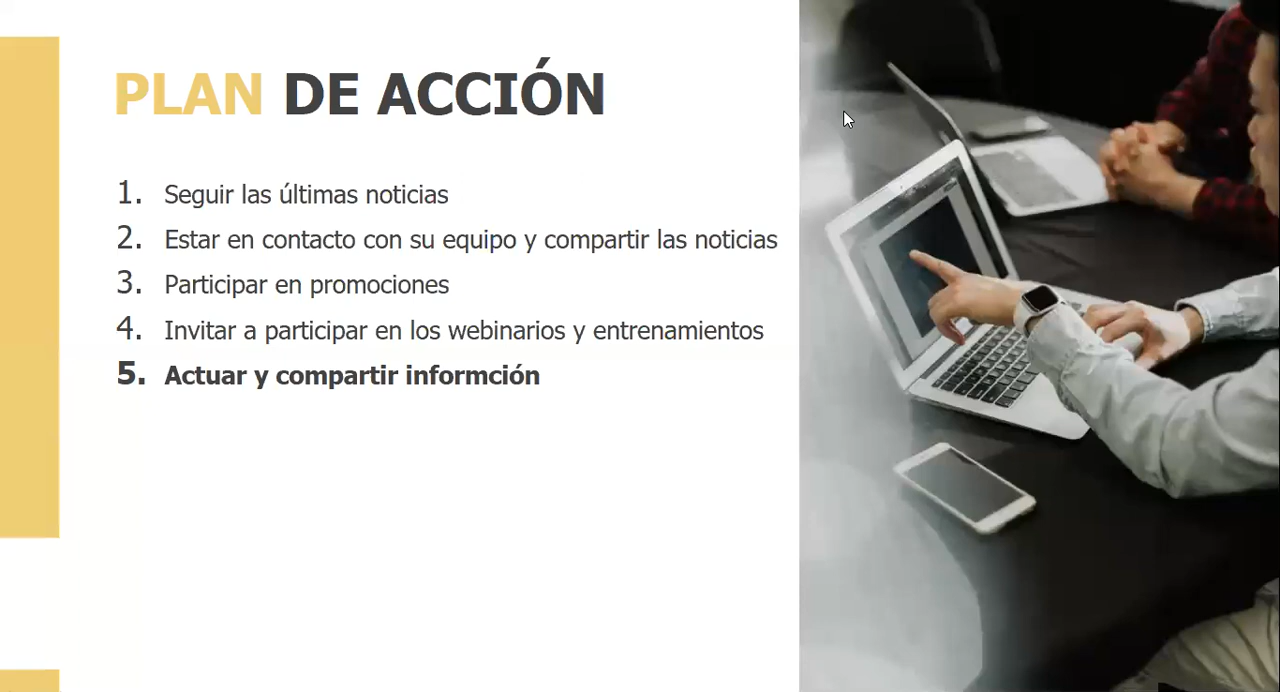 PLAN DE ACCIÓN
1. Seguir las últimas noticias
2. Estar en contacto con su equipo y compartir las noticias
3. Participar en promociones
4. Invitar a participar en los webinarios y entrenamientos
5. Actuar y compartir informción